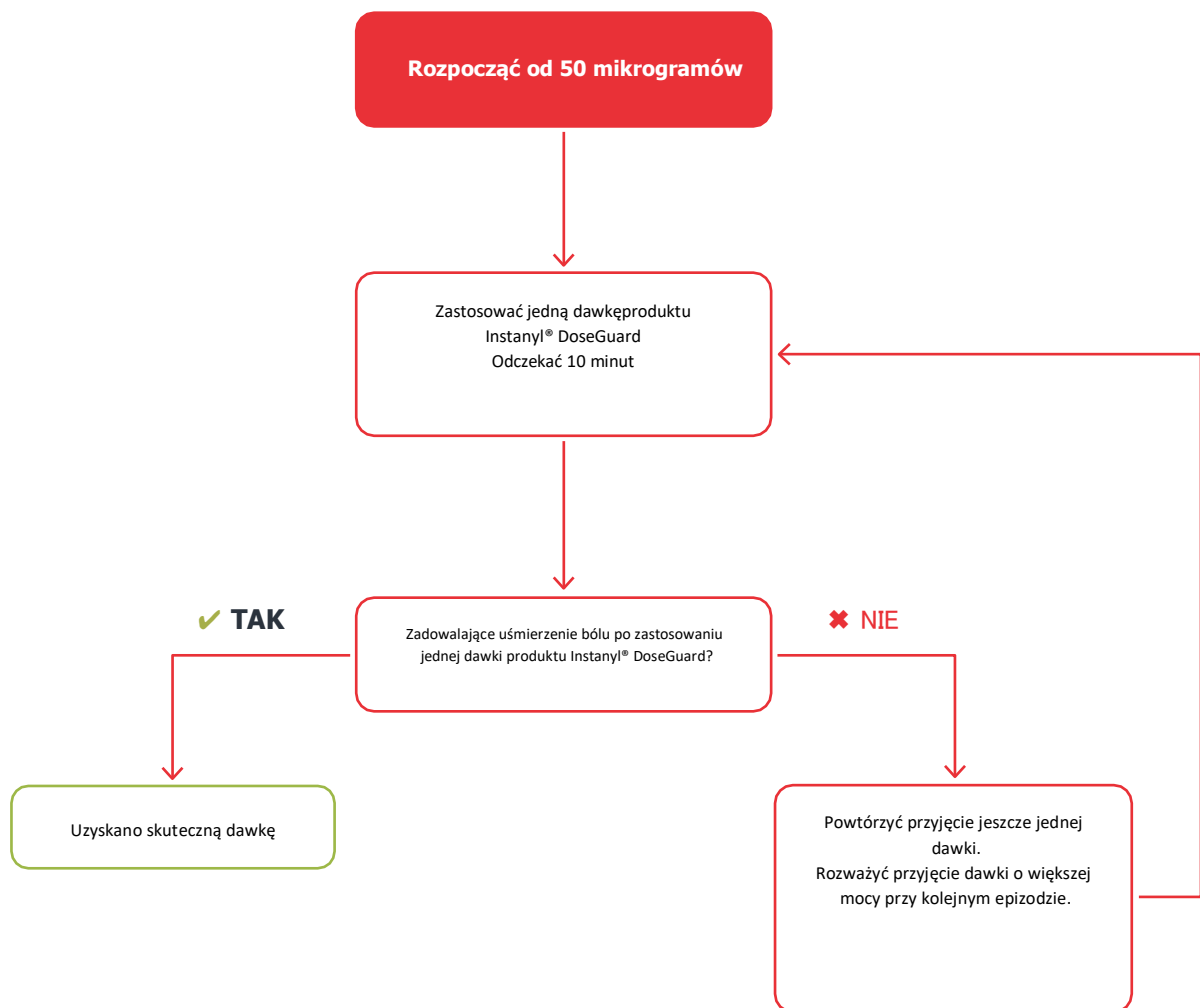 Rozpocząć od 50 mikrogramów
Zastosować jedną dawkęproduktu
Instanyl® DoseGuard
Odczekać 10 minut
✔ TAK
Zadowalające uśmierzenie bólu po zastosowaniu
jednej dawki produktu Instanyl® DoseGuard?
✖ NIE
Uzyskano skuteczną dawkę
Powtórzyć przyjęcie jeszcze jednej
dawki.
Rozważyć przyjęcie dawki o większej
mocy przy kolejnym epizodzie.